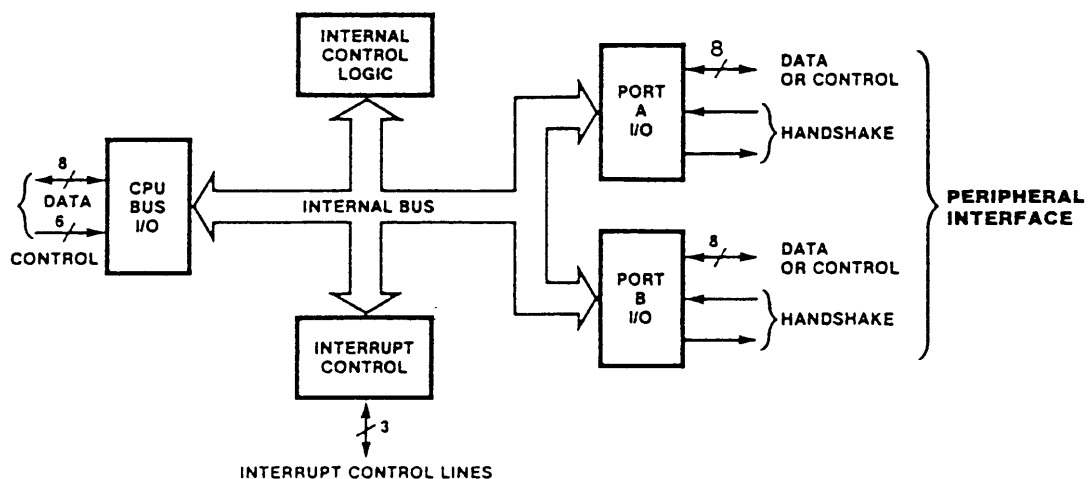 INTERNAL
CONTROL
LOGIC
8
DATA
6
CONTROL
CPU
BUS
I/O
INTERNAL BUS
INTERRUPT
CONTROL
3
INTERRUPT CONTROL LINES
PORT
A
I/O
8
DATA
OR CONTROL
HANDSHAKE
PORT
B
I/O
8
DATA
OR CONTROL
HANDSHAKE
PERIPHERAL
INTERFACE